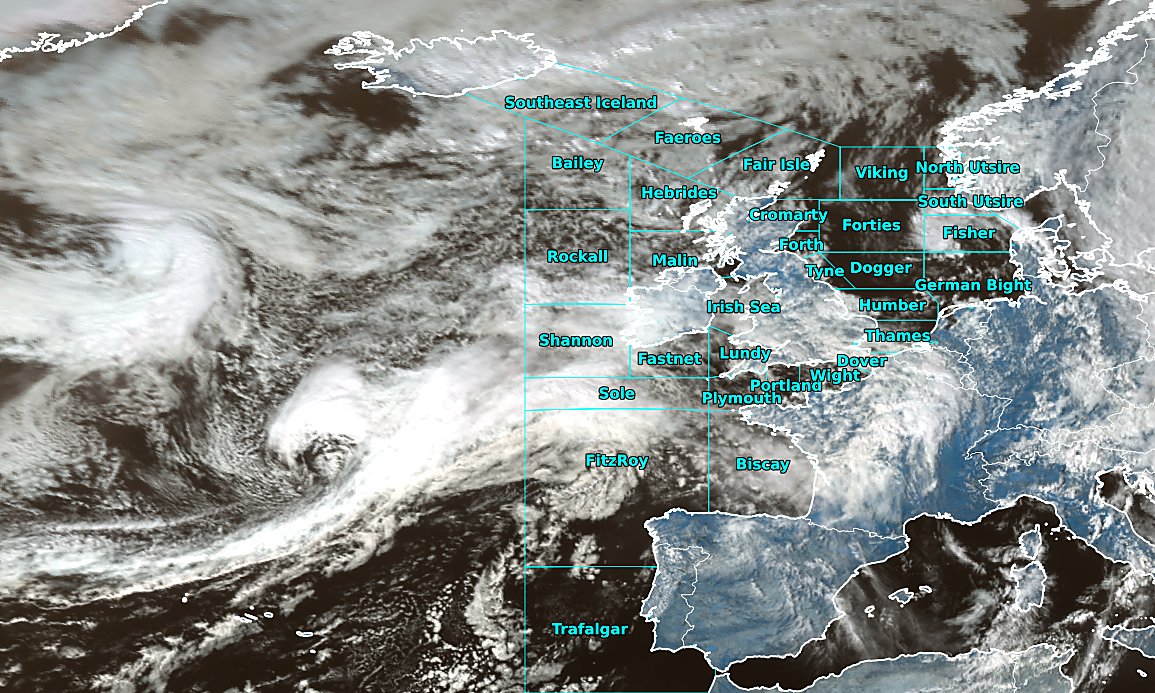 Southeast Iceland
Faeroes
Bailey
Fair Isle
North Utsire
Viking
Hebrides
South Utsire
Cromarty
Forties
Fisher
Forth
Rockall
Malin
Tyne
Dogger
German Bight
Irish Sea
Humber
Thames
Shannon
Fastnet
Lundy
Dover
Wight
Portland
Sole
Plymouth
FitzRoy
Biscay
Trafalgar